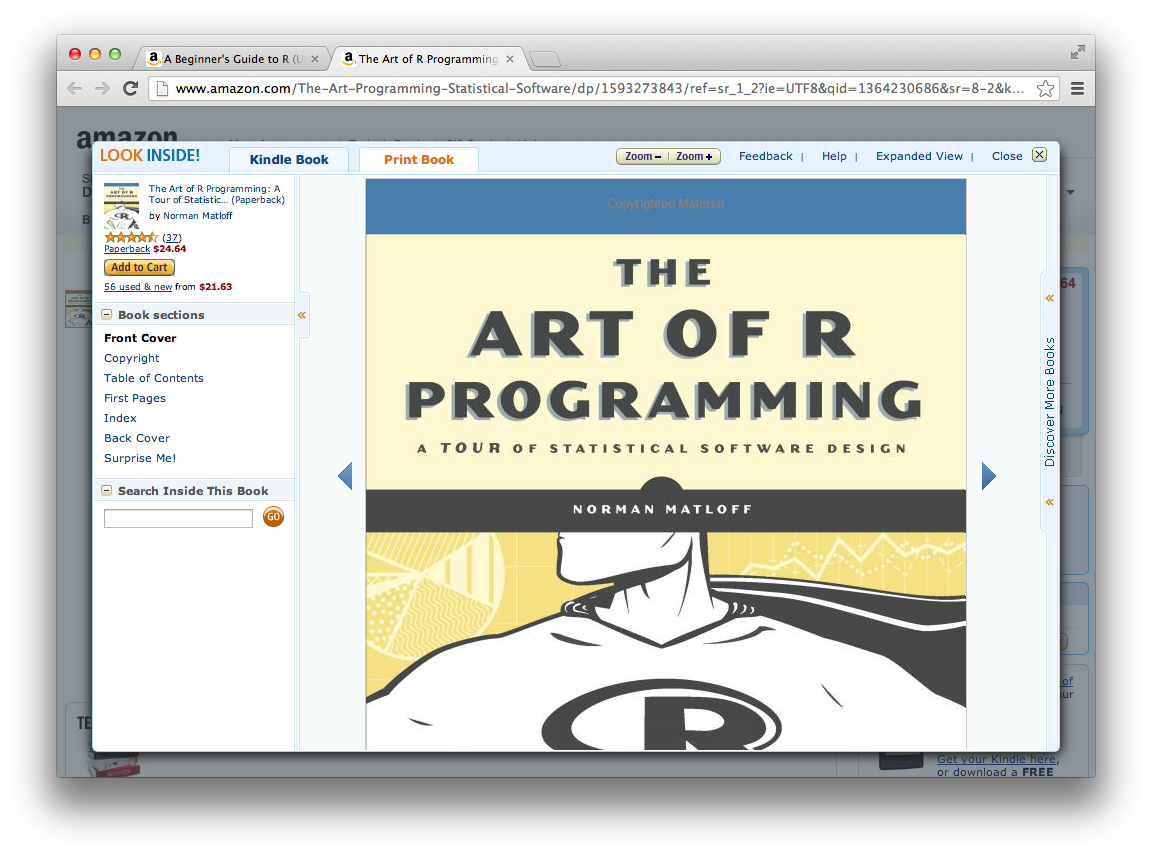 A Beginner's Guide to R (U
The Art of R Programming
www.amazon.com/The-Art-Programming-Statistical-Software/dp/1593273843/ref=sr_1_2?ie=UTF8&qid=1364230686&sr=8-2&k...
amazon
LOOK INSIDE!
Kindle Book
Print Book
Zoom – | Zoom +
Feedback |
Help |
Expanded View |
Close
The Art of R Programming: A
Tour of Statistic... (Paperback)
by Norman Matloff
(37)
Paperback $24.64
Add to Cart
56 used & new from $21.63
Book sections
Front Cover
Copyright
Table of Contents
First Pages
Index
Back Cover
Surprise Me!
Search Inside This Book
GO
Copyrighted Material
THE
ART OF R
PROGRAMMING
A TOUR OF STATISTICAL SOFTWARE DESIGN
NORMAN MATLOFF
R
Discover More Books
64
of
ur
TE
Get your Kindle here,
or download a FREE